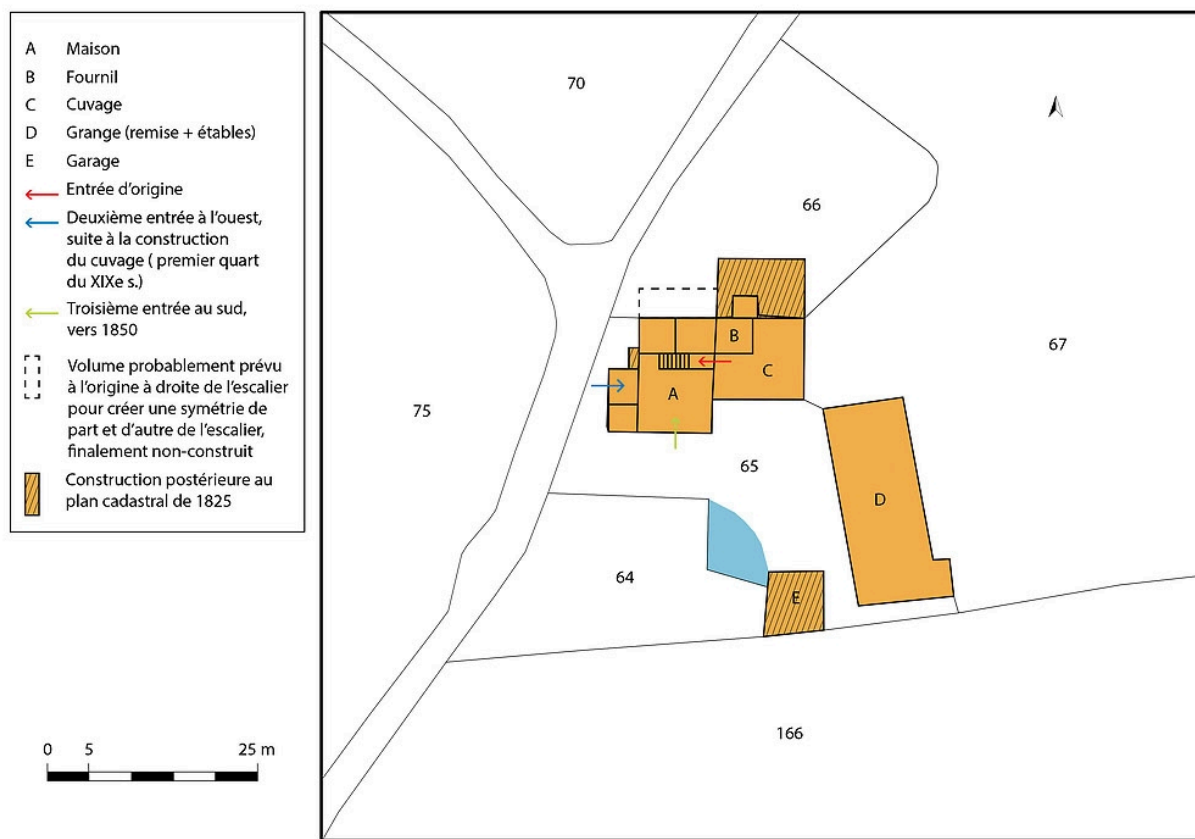 A Maison
B Fournil
C Cuvage
D Grange (remise + étables)
E Garage
Entrée d'origine
Deuxième entrée à l'ouest,
suite à la construction
du cuvage ( premier quart
du XIXe s.)
Troisième entrée au sud,
vers 1850
Volume probablement prévu
à l'origine à droite de l'escalier
pour créer une symétrie de
part et d'autre de l'escalier,
finalement non-construit
Construction postérieure au
plan cadastral de 1825
0 5 25 m
70
66
67
B
C
A
75
65
D
64
E
166